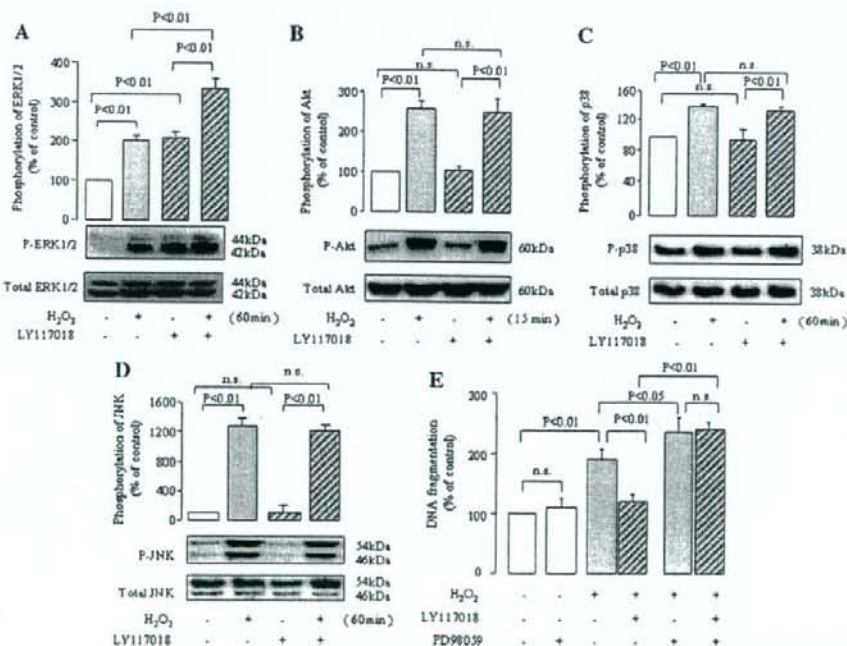 A
P<0.01
P<0.01
P<0.01
P<0.01
Phosphorylation of ERK1/2
(% of control)
400
300
200
100
0
P-ERK1/2
44kDa
42kDa
Total ERK1/2
44kDa
42kDa
H₂O₂ - + - + (60min)
LY117018 - - + +
B
n.s.
n.s.
P<0.01
P<0.01
Phosphorylation of Akt
(% of control)
300
200
100
0
P-Akt
60kDa
Total Akt
60kDa
H₂O₂ - + - + (15 min)
LY117018 - - + +
C
P<0.01
n.s.
n.s.
P<0.01
Phosphorylation of p38
(% of control)
160
120
80
40
0
P-p38
38kDa
Total p38
38kDa
H₂O₂ - + - + (60min)
LY117018 - - + +
D
n.s.
n.s.
P<0.01
P<0.01
Phosphorylation of JNK
(% of control)
1600
1200
800
400
0
P-JNK
54kDa
46kDa
Total JNK
54kDa
46kDa
H₂O₂ - + - + (60min)
LY117018 - - + +
E
P<0.01
P<0.05
n.s.
P<0.01
P<0.01
n.s.
DNA fragmentation
(% of control)
300
200
100
0
H₂O₂ - - + + + +
LY117018 - - - + - +
PD98059 - + - - + +